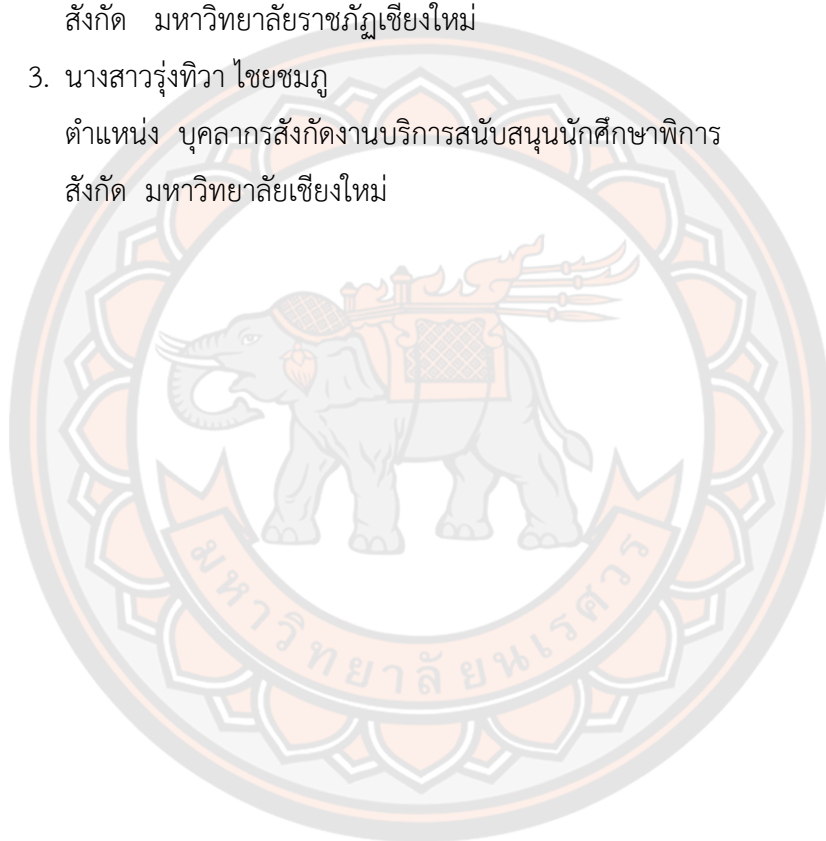 สังกัด มหาวิทยาลัยราชภัฏเชียงใหม่
3. นางสาวรุ่งทิวา ไชยชมภู
ตำแหน่ง บุคลากรสังกัดงานบริการสนับสนุนนักศึกษาพิการ
สังกัด มหาวิทยาลัยเชียงใหม่
มหาวิทยาลัยนเรศวร